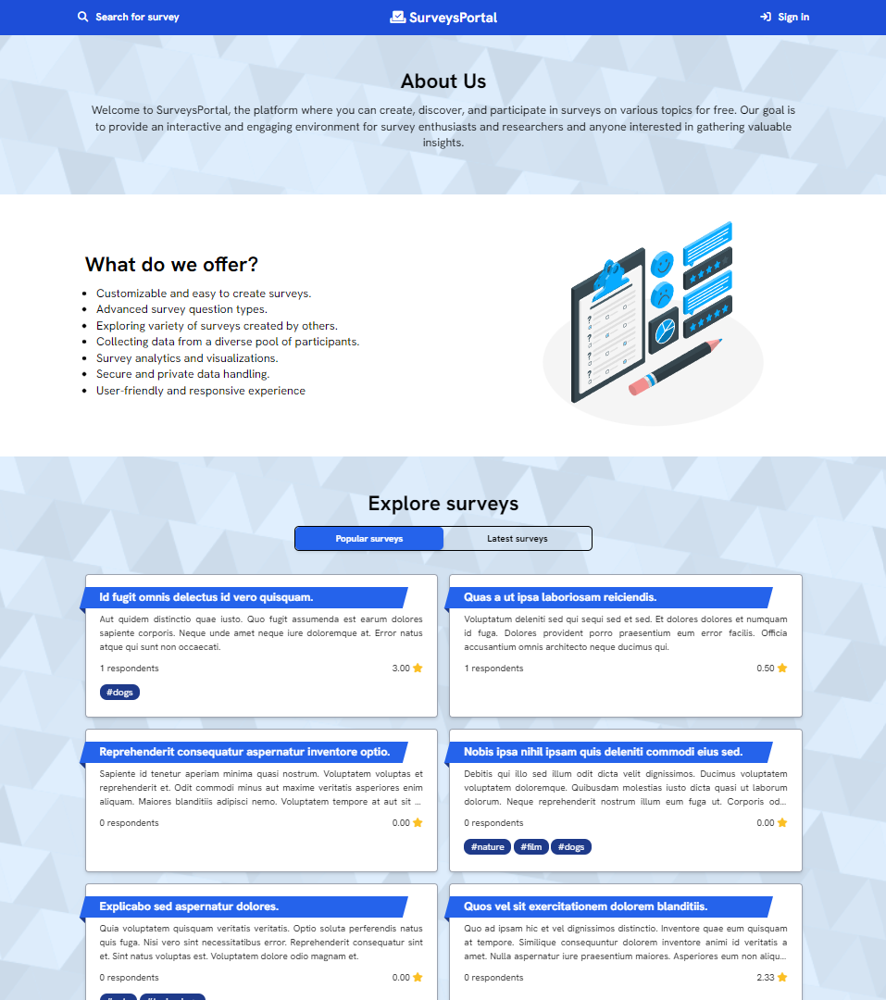 Search for survey
SurveysPortal
Sign in
About Us
Welcome to SurveysPortal, the platform where you can create, discover, and participate in surveys on various topics for free. Our goal is
to provide an interactive and engaging environment for survey enthusiasts and researchers and anyone interested in gathering valuable
insights.
What do we offer?
Customizable and easy to create surveys.
Advanced survey question types.
Exploring variety of surveys created by others.
Collecting data from a diverse pool of participants.
Survey analytics and visualizations.
Secure and private data handling.
User-friendly and responsive experience
Explore surveys
Popular surveys
Latest surveys
Id fugit omnis delectus id vero quisquam.
Aut quidem distinctio quae iusto. Quo fugit assumenda est earum dolores
sapiente corporis. Neque unde amet neque iure doloremque at. Error natus
atque qui sunt non occaecati.
1 respondents
3.00
#dogs
Quas a ut ipsa laboriosam reiciendis.
Voluptatum deleniti sed qui sequi sed et sed. Et dolores dolores et numquam
id fuga. Dolores provident porro praesentium eum error facilis. Officia
accusantium omnis architecto neque ducimus qui.
1 respondents
0.50
Reprehenderit consequatur aspernatur inventore optio.
Sapiente id tenetur aperiam minima quasi nostrum. Voluptatem voluptas et
reprehenderit et. Odit commodi minus aut maxime veritatis asperiores enim
aliquam. Maiores blanditiis adipisci nemo. Voluptatem tempore at aut sit ...
0 respondents
0.00
Nobis ipsa nihil ipsam quis deleniti commodi eius sed.
Debitis qui illo sed illum odit dicta velit dignissimos. Ducimus voluptatem
voluptatem doloremque. Quibusdam molestias iusto dicta quasi ut laborum
dolorum. Neque reprehenderit nostrum illum eum fuga ut. Corporis od...
0 respondents
0.00
#nature
#film
#dogs
Explicabo sed aspernatur dolores.
Quia voluptatem quisquam veritatis veritatis. Optio soluta perferendis natus
quis fuga. Nisi vero sint necessitatibus error. Reprehenderit consequatur sint
et. Sint natus voluptas est. Voluptatem dolore odio magnam et.
0 respondents
0.00
Quos vel sit exercitationem dolorem blanditiis.
Quo ad ipsam hic et vel dignissimos distinctio. Inventore quae eum quisquam
at tempore. Similique consequuntur dolorem inventore animi id veritatis a
amet. Nulla aspernatur iure praesentium maiores. Asperiores eum non aliqu...
0 respondents
2.33